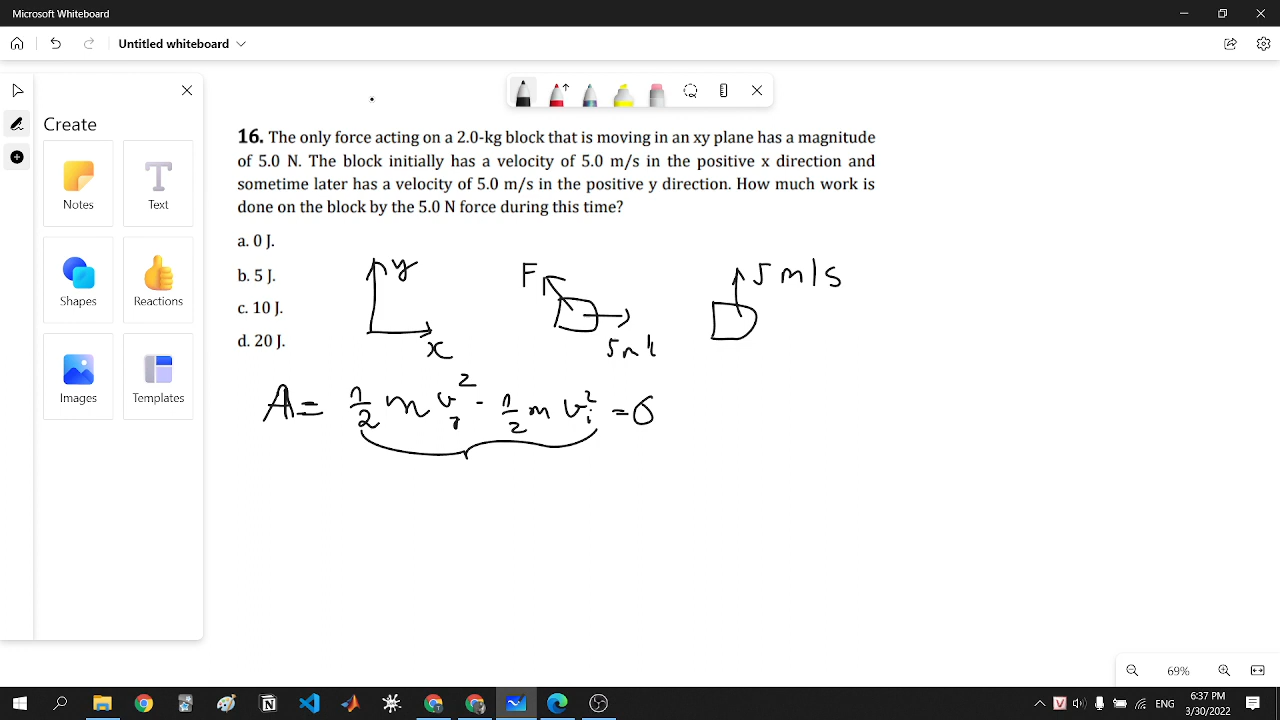 Microsoft Whiteboard
Untitled whiteboard
Create
Notes
Text
Shapes
Reactions
Images
Templates
16. The only force acting on a 2.0-kg block that is moving in an xy plane has a magnitude
of 5.0 N. The block initially has a velocity of 5.0 m/s in the positive x direction and
sometime later has a velocity of 5.0 m/s in the positive y direction. How much work is
done on the block by the 5.0 N force during this time?
a. 0 J.
b. 5 J.
c. 10 J.
d. 20 J.
y
x
F
5 m/s
A = 1/2 m v² - 1/2 m vᵢ² = 0
69%
ENG
6:37 PM
3/30/2022